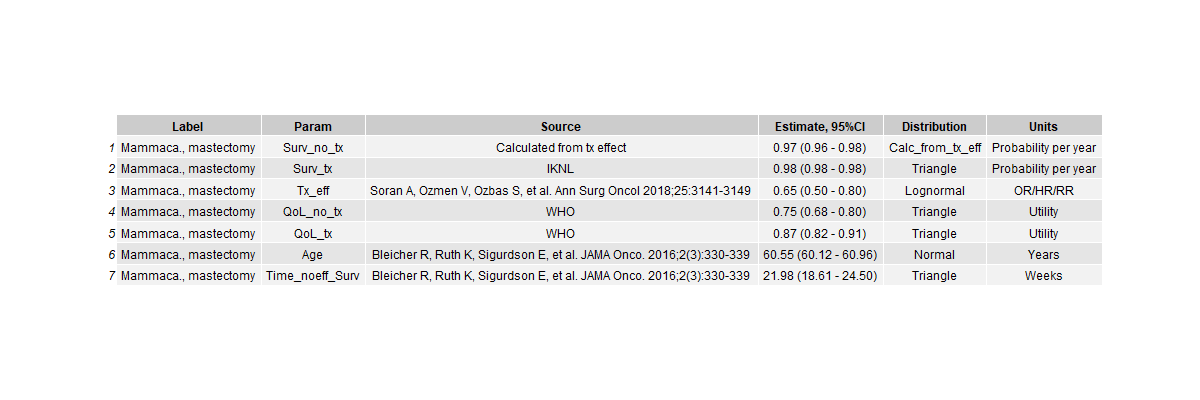 Label Param Source Estimate, 95%CI Distribution Units
1 Mammaca., mastectomy Surv_no_tx Calculated from tx effect 0.97 (0.96 - 0.98) Calc_from_tx_eff Probability per year
2 Mammaca., mastectomy Surv_tx IKNL 0.98 (0.98 - 0.98) Triangle Probability per year
3 Mammaca., mastectomy Tx_eff Soran A, Ozmen V, Ozbas S, et al. Ann Surg Oncol 2018;25:3141-3149 0.65 (0.50 - 0.80) Lognormal OR/HR/RR
4 Mammaca., mastectomy QoL_no_tx WHO 0.75 (0.68 - 0.80) Triangle Utility
5 Mammaca., mastectomy QoL_tx WHO 0.87 (0.82 - 0.91) Triangle Utility
6 Mammaca., mastectomy Age Bleicher R, Ruth K, Sigurdson E, et al. JAMA Onco. 2016;2(3):330-339 60.55 (60.12 - 60.96) Normal Years
7 Mammaca., mastectomy Time_noeff_Surv Bleicher R, Ruth K, Sigurdson E, et al. JAMA Onco. 2016;2(3):330-339 21.98 (18.61 - 24.50) Triangle Weeks